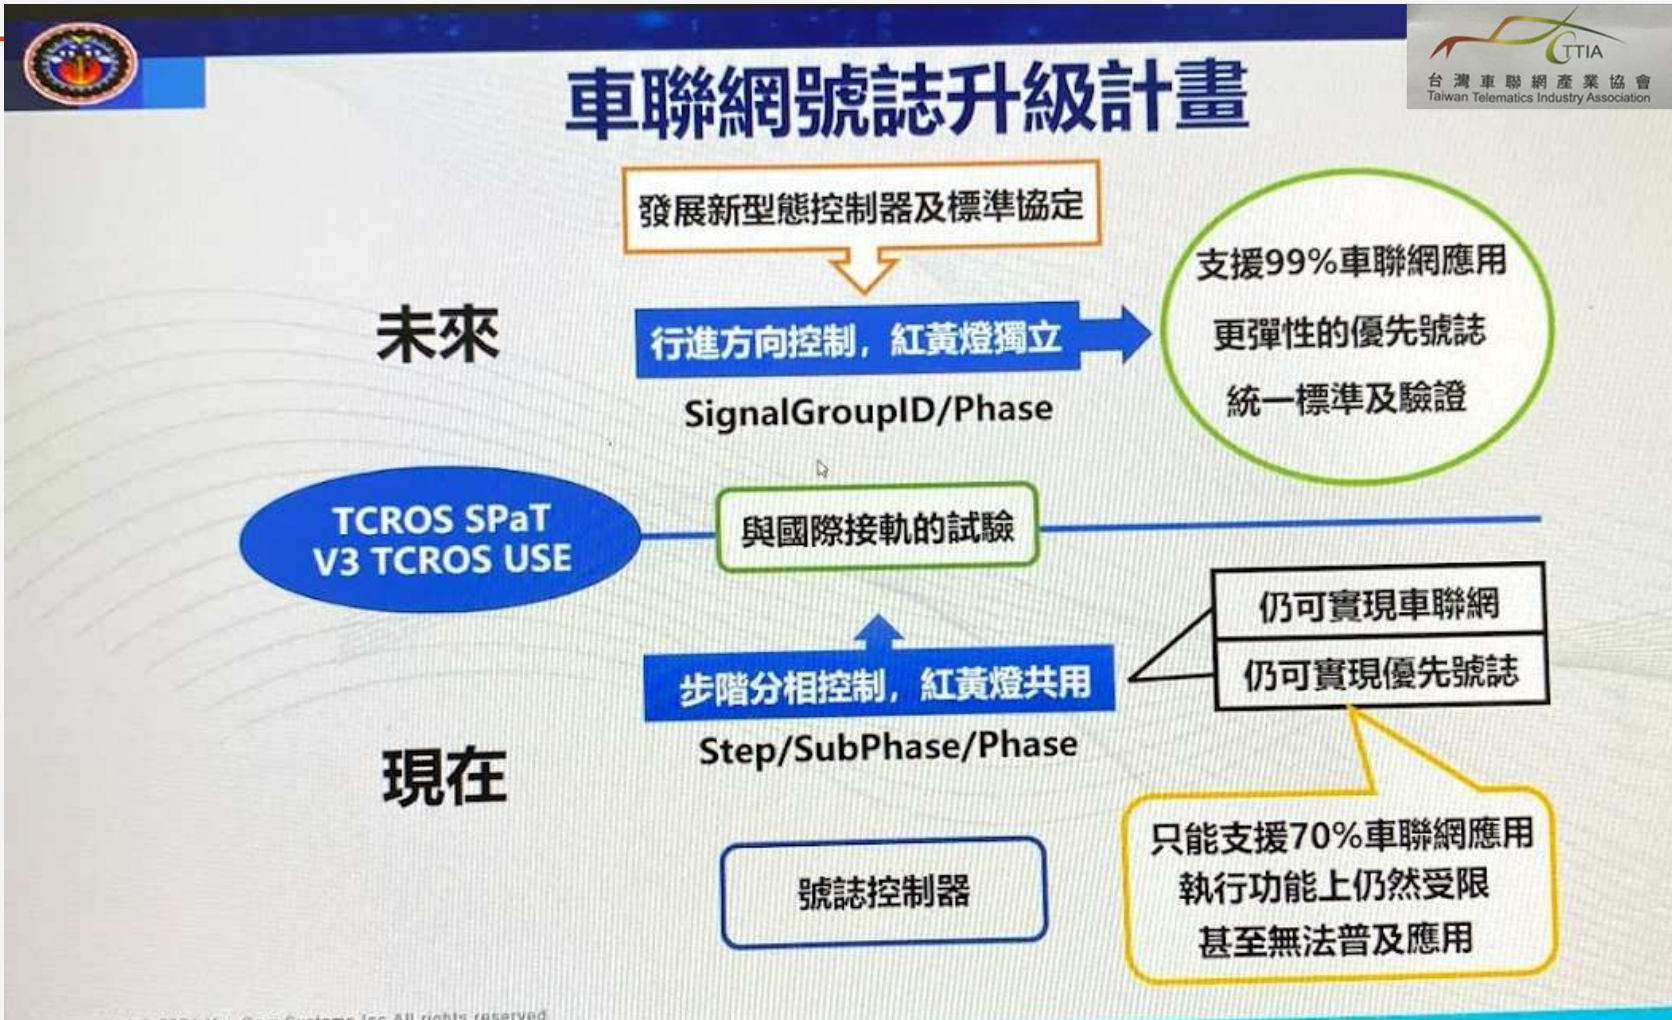 TTIA
台灣車聯網產業協會
Taiwan Telematics Industry Association
車聯網號誌升級計畫
發展新型態控制器及標準協定
未來
行進方向控制，紅黃燈獨立
SignalGroupID/Phase
支援99%車聯網應用
更彈性的優先號誌
統一標準及驗證
TCROS SPaT
V3 TCROS USE
與國際接軌的試驗
仍可實現車聯網
仍可實現優先號誌
步階分相控制，紅黃燈共用
Step/SubPhase/Phase
現在
號誌控制器
只能支援70%車聯網應用
執行功能上仍然受限
甚至無法普及應用
Systems Inc All rights reserved